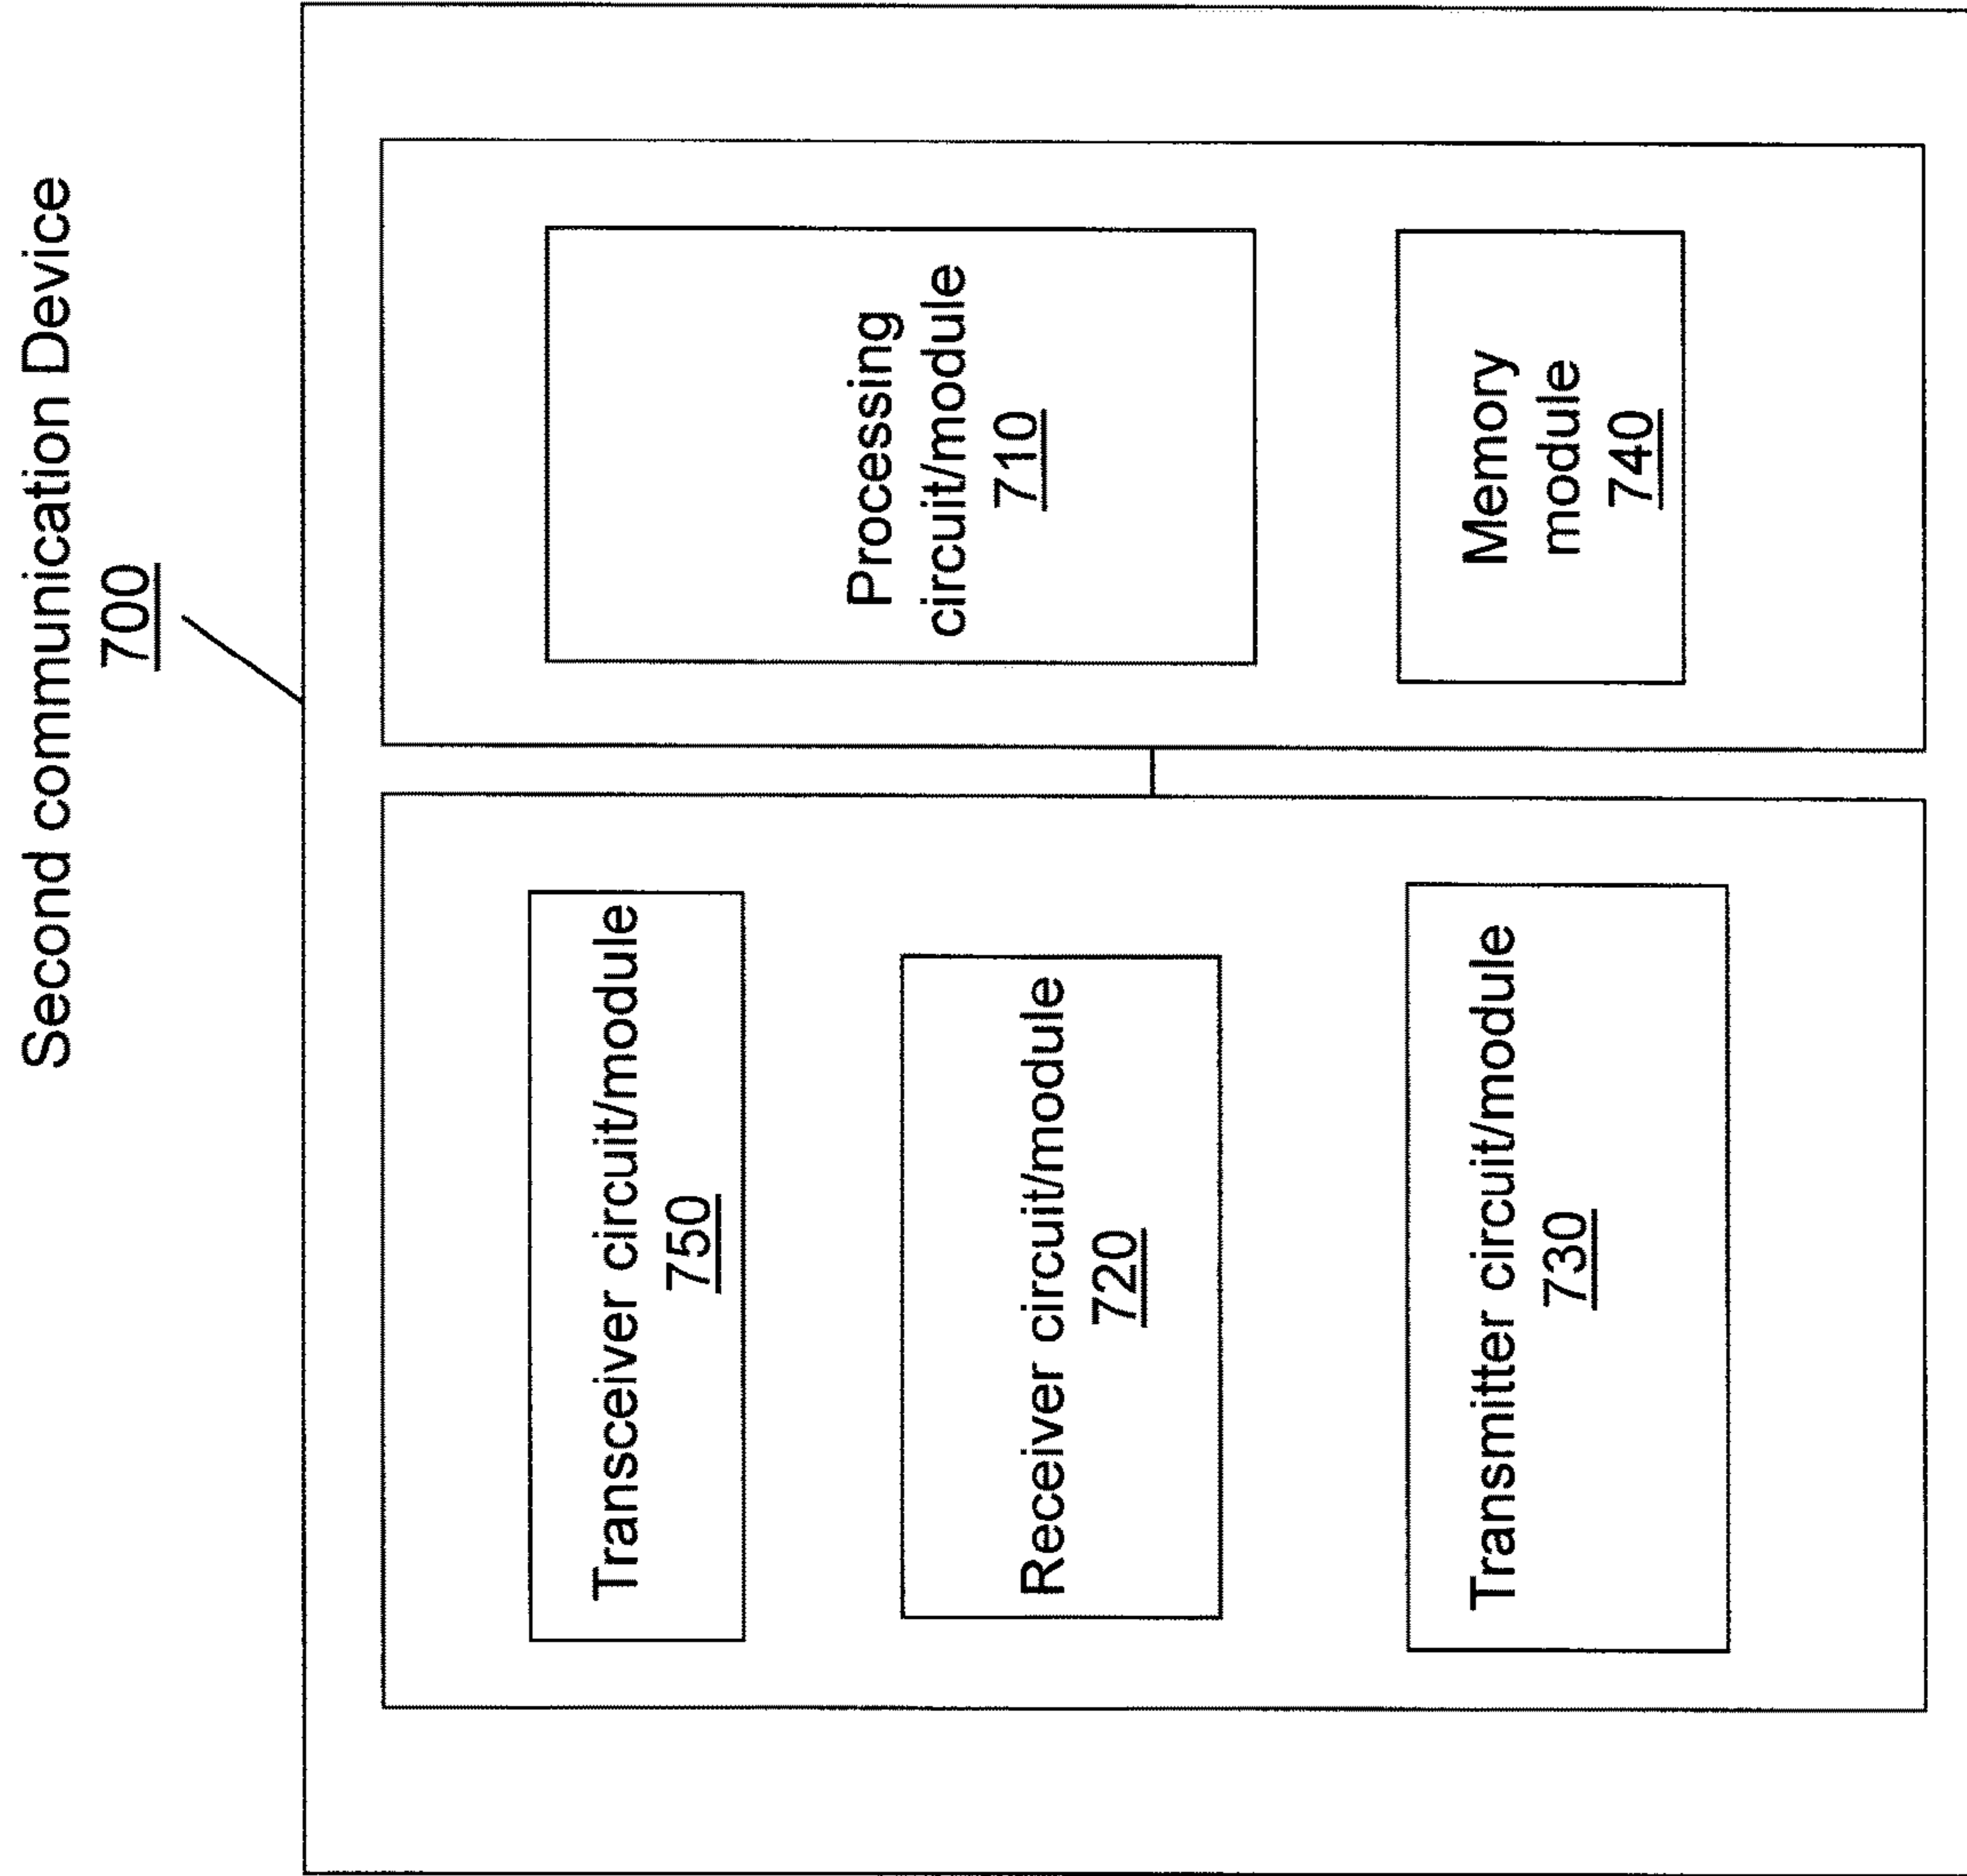 Second communication Device
700
Transceiver circuit/module
750
Receiver circuit/module
720
Transmitter circuit/module
730
Processing
circuit/module
710
Memory
module
740